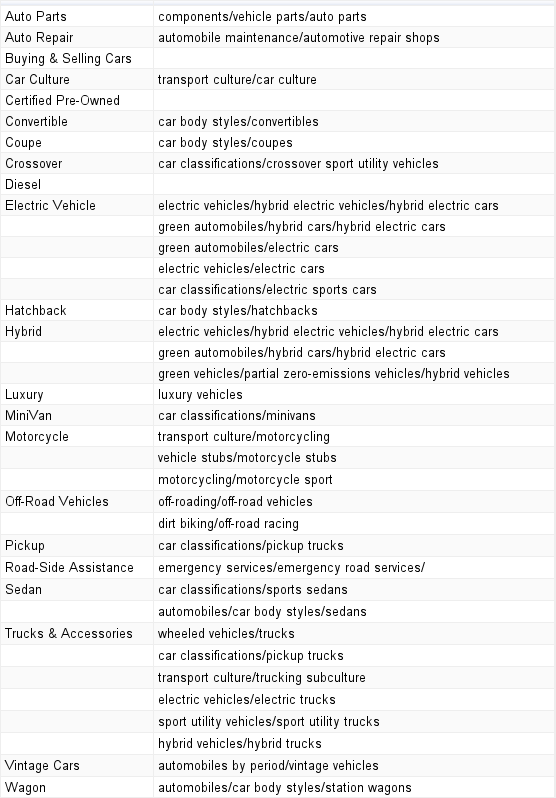 Auto Parts components/vehicle parts/auto parts
Auto Repair automobile maintenance/automotive repair shops
Buying & Selling Cars
Car Culture transport culture/car culture
Certified Pre-Owned
Convertible car body styles/convertibles
Coupe car body styles/coupes
Crossover car classifications/crossover sport utility vehicles
Diesel
Electric Vehicle electric vehicles/hybrid electric vehicles/hybrid electric cars
green automobiles/hybrid cars/hybrid electric cars
green automobiles/electric cars
electric vehicles/electric cars
car classifications/electric sports cars
Hatchback car body styles/hatchbacks
Hybrid electric vehicles/hybrid electric vehicles/hybrid electric cars
green automobiles/hybrid cars/hybrid electric cars
green vehicles/partial zero-emissions vehicles/hybrid vehicles
Luxury luxury vehicles
MiniVan car classifications/minivans
Motorcycle transport culture/motorcycling
vehicle stubs/motorcycle stubs
motorcycling/motorcycle sport
Off-Road Vehicles off-roading/off-road vehicles
dirt biking/off-road racing
Pickup car classifications/pickup trucks
Road-Side Assistance emergency services/emergency road services/
Sedan car classifications/sports sedans
automobiles/car body styles/sedans
Trucks & Accessories wheeled vehicles/trucks
car classifications/pickup trucks
transport culture/trucking subculture
electric vehicles/electric trucks
sport utility vehicles/sport utility trucks
hybrid vehicles/hybrid trucks
Vintage Cars automobiles by period/vintage vehicles
Wagon automobiles/car body styles/station wagons